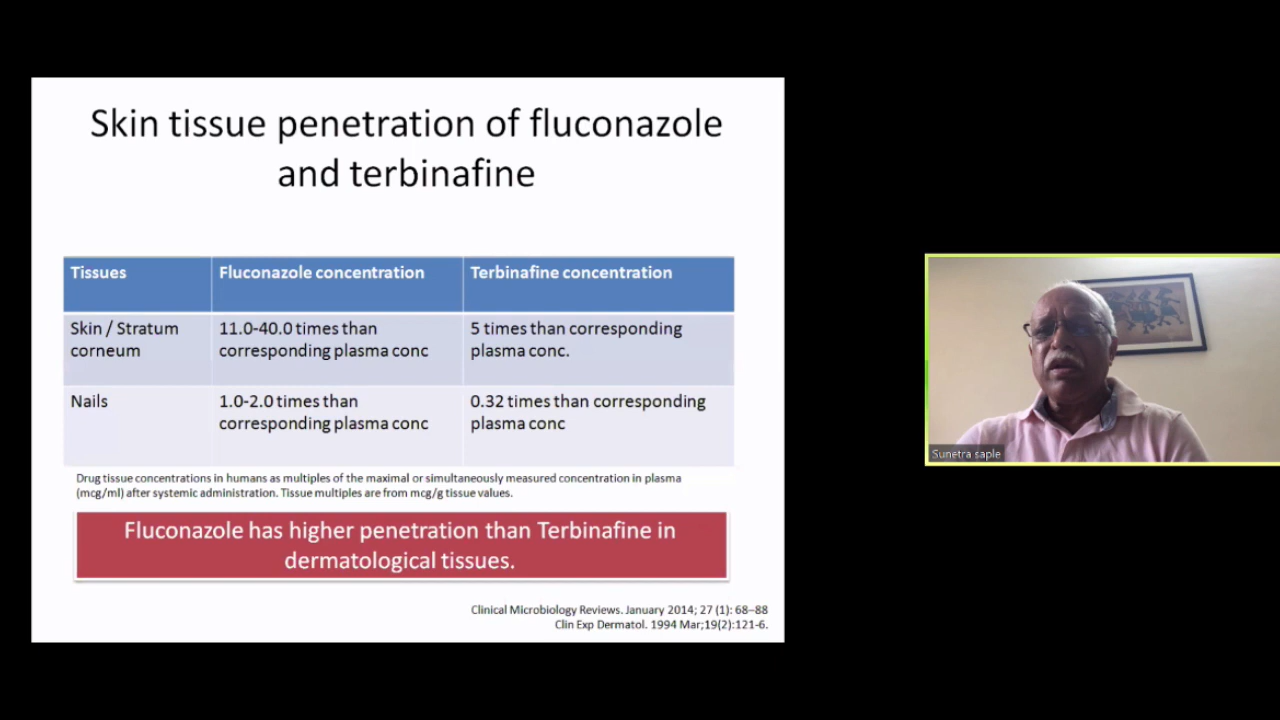 Skin tissue penetration of fluconazole
and terbinafine
Tissues
Fluconazole concentration
Terbinafine concentration
Skin / Stratum
corneum
11.0-40.0 times than
corresponding plasma conc
5 times than corresponding
plasma conc.
Nails
1.0-2.0 times than
corresponding plasma conc
0.32 times than corresponding
plasma conc
Drug tissue concentrations in humans as multiples of the maximal or simultaneously measured concentration in plasma
(mcg/ml) after systemic administration. Tissue multiples are from mcg/g tissue values.
Fluconazole has higher penetration than Terbinafine in
dermatological tissues.
Clinical Microbiology Reviews. January 2014; 27 (1): 68–88
Clin Exp Dermatol. 1994 Mar;19(2):121-6.
Sunetra saple